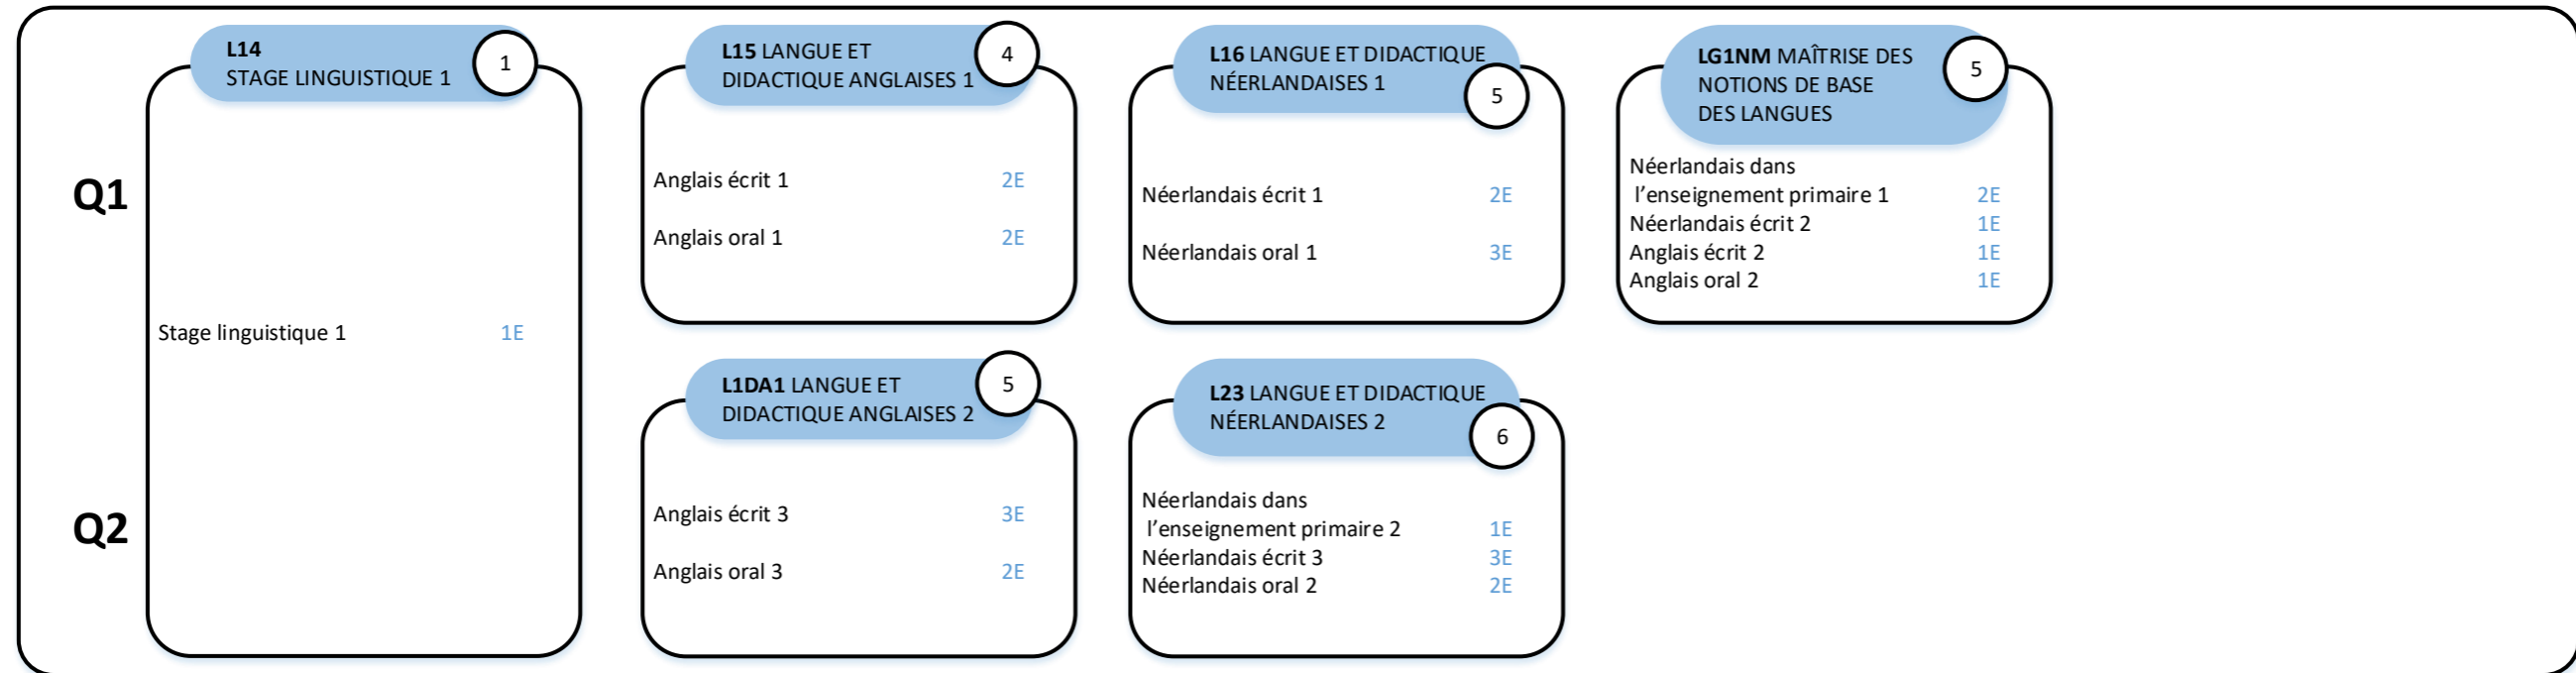 Q1
L14
STAGE LINGUISTIQUE 1
1
Stage linguistique 1 1E
L15 LANGUE ET
DIDACTIQUE ANGLAISES 1
4
Anglais écrit 1 2E
Anglais oral 1 2E
L16 LANGUE ET DIDACTIQUE
NÉERLANDAISES 1
5
Néerlandais écrit 1 2E
Néerlandais oral 1 3E
LG1NM MAÎTRISE DES
NOTIONS DE BASE
DES LANGUES
5
Néerlandais dans
l'enseignement primaire 1 2E
Néerlandais écrit 2 1E
Anglais écrit 2 1E
Anglais oral 2 1E
Q2
L1DA1 LANGUE ET
DIDACTIQUE ANGLAISES 2
5
Anglais écrit 3 3E
Anglais oral 3 2E
L23 LANGUE ET DIDACTIQUE
NÉERLANDAISES 2
6
Néerlandais dans
l'enseignement primaire 2 1E
Néerlandais écrit 3 3E
Néerlandais oral 2 2E